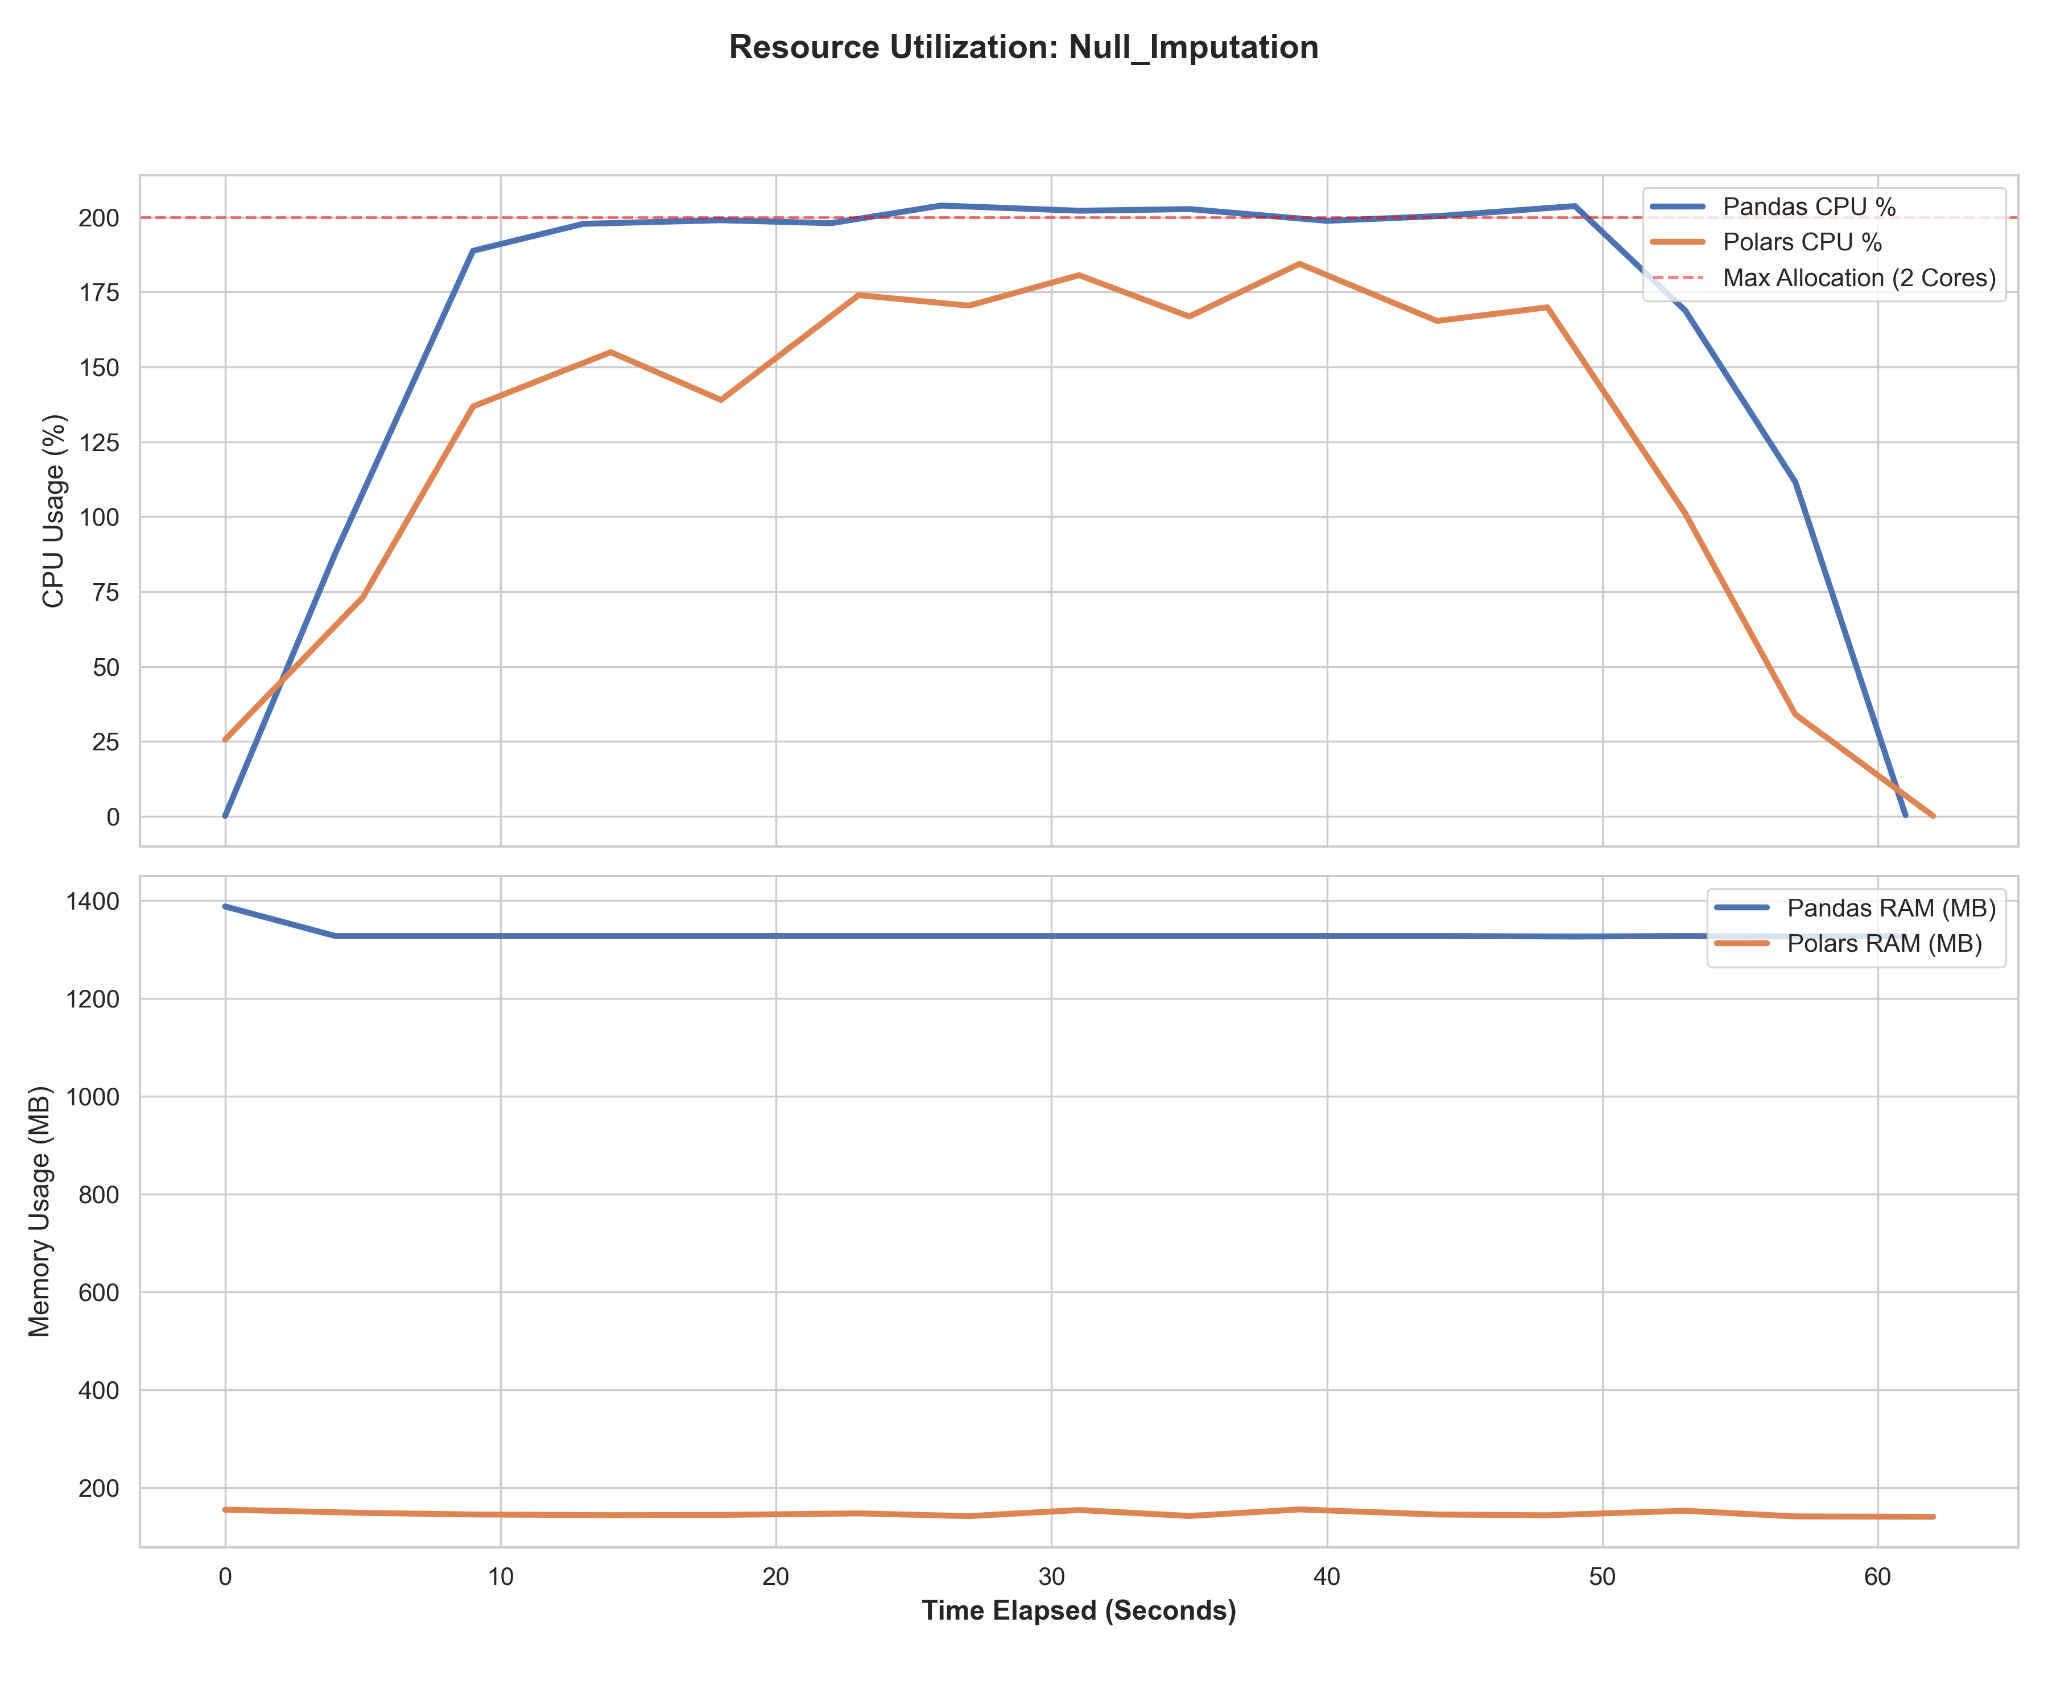 Resource Utilization: Null_Imputation
200
175
150
125
100
75
50
25
0
CPU Usage (%)
Pandas CPU %
Polars CPU %
Max Allocation (2 Cores)
1400
1200
1000
800
600
400
200
Memory Usage (MB)
Pandas RAM (MB)
Polars RAM (MB)
0 10 20 30 40 50 60
Time Elapsed (Seconds)